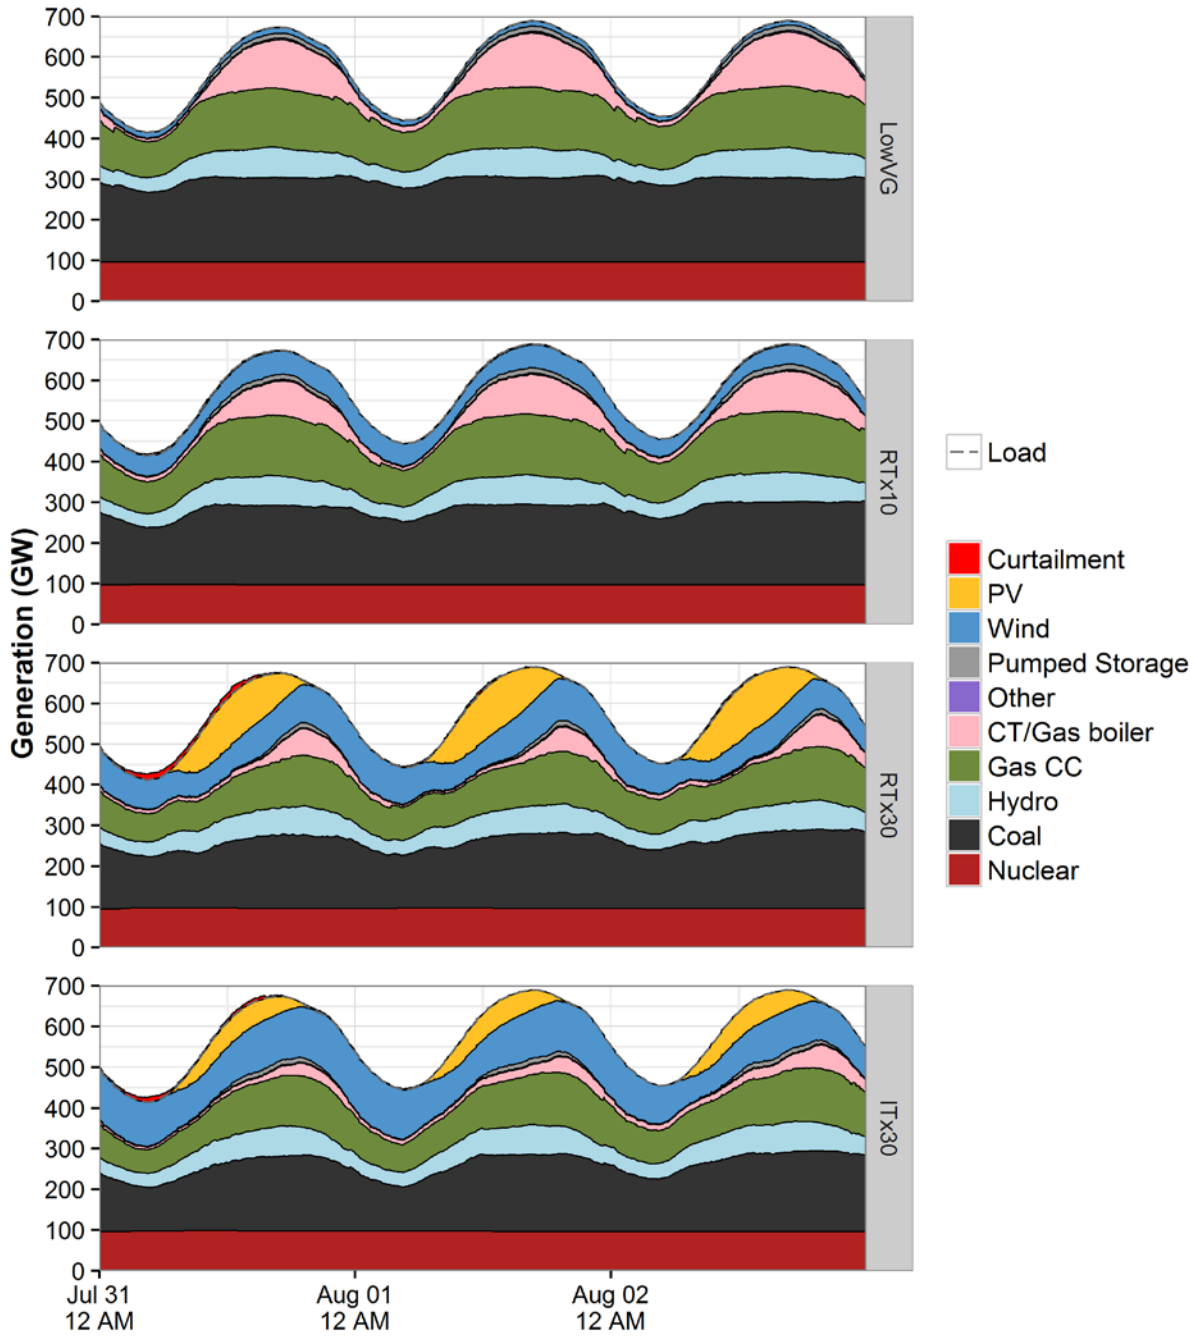 700
600
500
400
300
200
100
0
LowVG
700
600
500
400
300
200
100
0
RTx10
700
600
500
400
300
200
100
0
RTx30
700
600
500
400
300
200
100
0
ITx30
Generation (GW)
Jul 31
12 AM
Aug 01
12 AM
Aug 02
12 AM
Load
Curtailment
PV
Wind
Pumped Storage
Other
CT/Gas boiler
Gas CC
Hydro
Coal
Nuclear